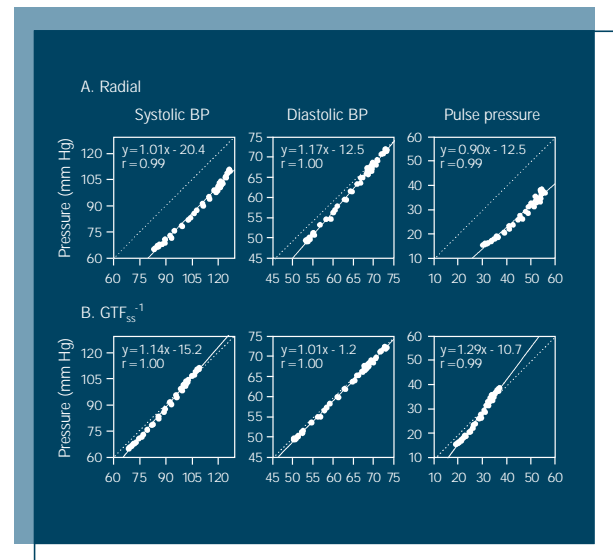 A. Radial
Systolic BP Diastolic BP Pulse pressure
Pressure (mm Hg)
120
105
90
75
60
y=1.01x - 20.4
r=0.99
60 75 90 105 120
75
70
65
60
55
50
45
y=1.17x - 12.5
r=1.00
45 50 55 60 65 70 75
60
50
40
30
20
10
y=0.90x - 12.5
r=0.99
10 20 30 40 50 60
B. GTFss-1
Pressure (mm Hg)
120
105
90
75
60
y=1.14x -15.2
r=1.00
60 75 90 105 120
75
70
65
60
55
50
45
y=1.01x - 1.2
r=1.00
45 50 55 60 65 70 75
60
50
40
30
20
10
y=1.29x - 10.7
r=0.99
10 20 30 40 50 60